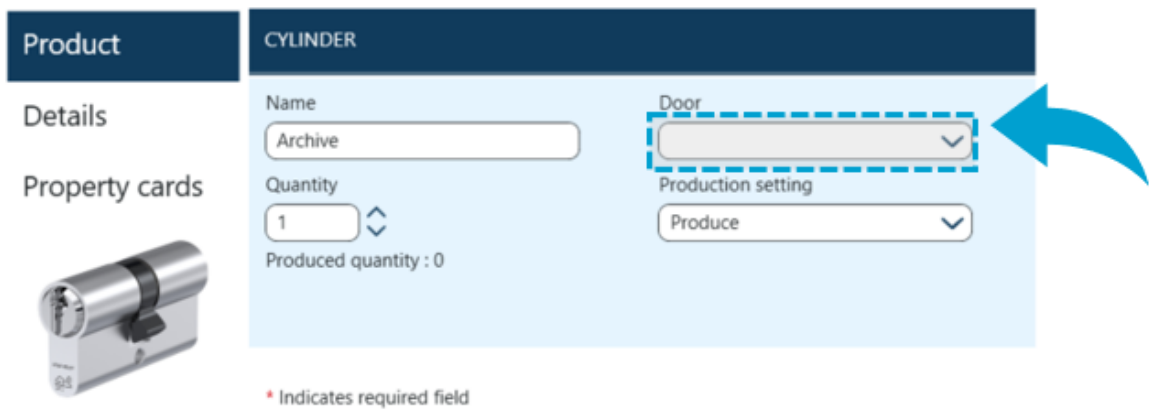 Product
Details
Property cards
CYLINDER
Name
Door
Archive
Quantity
Production setting
1
Produce
Produced quantity : 0
* Indicates required field